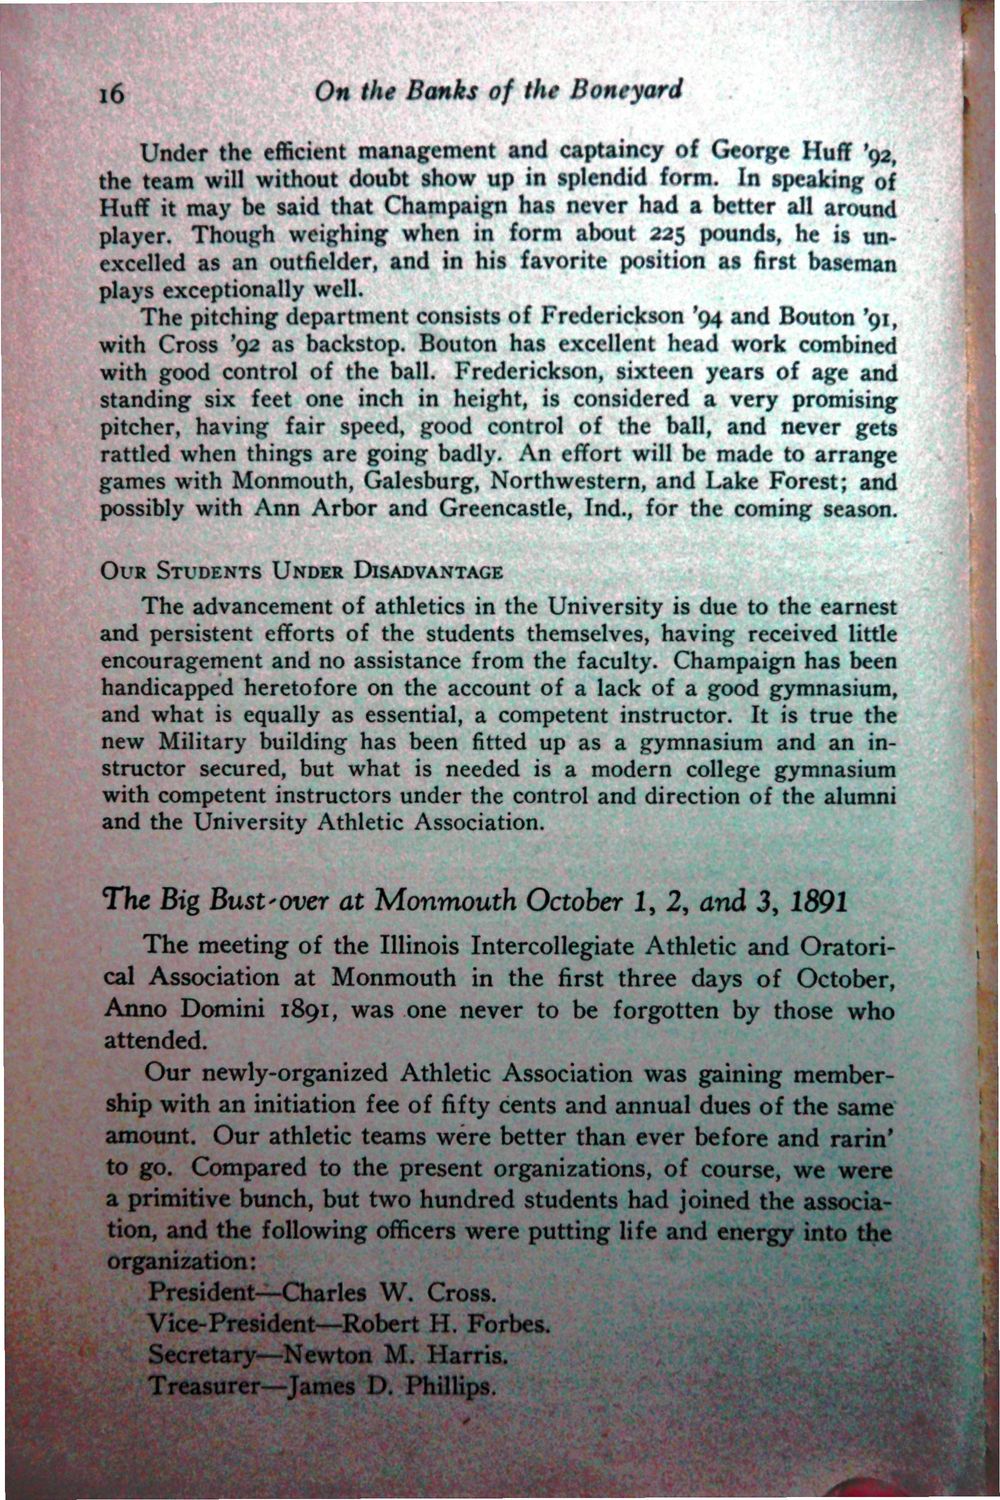 16 On the Banks of the Boneyard
Under the efficient management and captaincy of George Huff '92,
the team will without doubt show up in splendid form. In speaking of
Huff it may be said that Champaign has never had a better all around
player. Though weighing when in form about 225 pounds, he is un-
excelled as an outfielder, and in his favorite position as first baseman
plays exceptionally well.
The pitching department consists of Frederickson '94 and Bouton '91,
with Cross '92 as backstop. Bouton has excellent head work combined
with good control of the ball. Frederickson, sixteen years of age and
standing six feet one inch in height, is considered a very promising
pitcher, having fair speed, good control of the ball, and never gets
rattled when things are going badly. An effort will be made to arrange
games with Monmouth, Galesburg, Northwestern, and Lake Forest; and
possibly with Ann Arbor and Greencastle, Ind., for the coming season.
OUR STUDENTS UNDER DISADVANTAGE
The advancement of athletics in the University is due to the earnest
and persistent efforts of the students themselves, having received little
encouragement and no assistance from the faculty. Champaign has been
handicapped heretofore on the account of a lack of a good gymnasium,
and what is equally as essential, a competent instructor. It is true the
new Military building has been fitted up as a gymnasium and an in-
structor secured, but what is needed is a modern college gymnasium
with competent instructors under the control and direction of the alumni
and the University Athletic Association.
The Big Bust-over at Monmouth October 1, 2, and 3, 1891
The meeting of the Illinois Intercollegiate Athletic and Oratori-
cal Association at Monmouth in the first three days of October,
Anno Domini 1891, was one never to be forgotten by those who
attended.
Our newly-organized Athletic Association was gaining member-
ship with an initiation fee of fifty cents and annual dues of the same
amount. Our athletic teams were better than ever before and rarin'
to go. Compared to the present organizations, of course, we were
a primitive bunch, but two hundred students had joined the associa-
tion, and the following officers were putting life and energy into the
organization:
President—Charles W. Cross.
Vice-President—Robert H. Forbes.
Secretary—Newton M. Harris.
Treasurer—James D. Phillips.